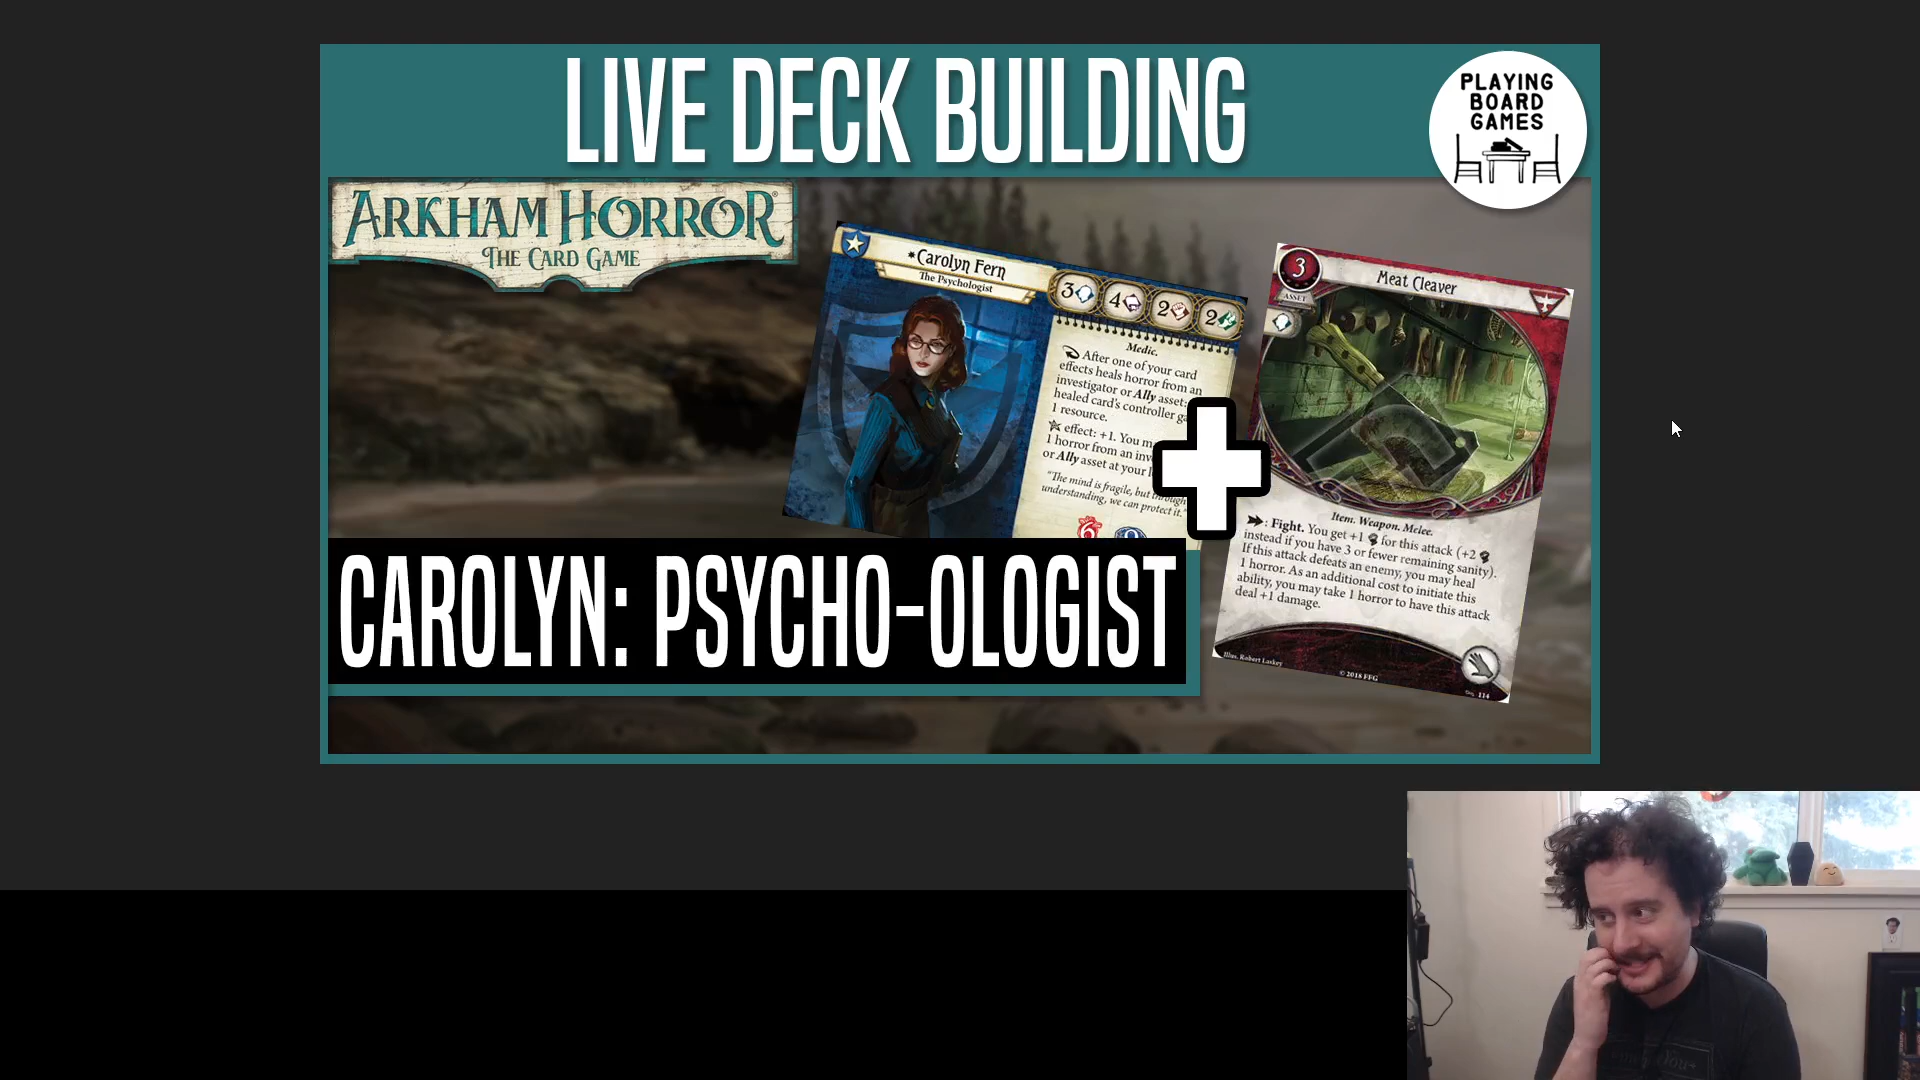 LIVE DECK BUILDING
PLAYING
BOARD
GAMES
ARKHAM HORROR
THE CARD GAME
Carolyn Fern
The Psychologist
3
4
2
2
Medic.
After one of your card
effects heals horror from an
investigator or Ally asset:
healed card's controller
1 resource.
effect: +1. You
1 horror from an
or Ally asset at your
"The mind is fragile, but through
understanding, we can protect it."
6
CAROLYN: PSYCHO-OLOGIST
3
Meat Cleaver
ASSET
Item. Weapon. Melee.
: Fight. You get +1 for this attack (+2
instead if you have 3 or fewer remaining sanity).
If this attack defeats an enemy, you may heal
1 horror. As an additional cost to initiate this
ability, you may take 1 horror to have this attack
deal +1 damage.
Illus. Robert Laskey
© 2018 FFG
114